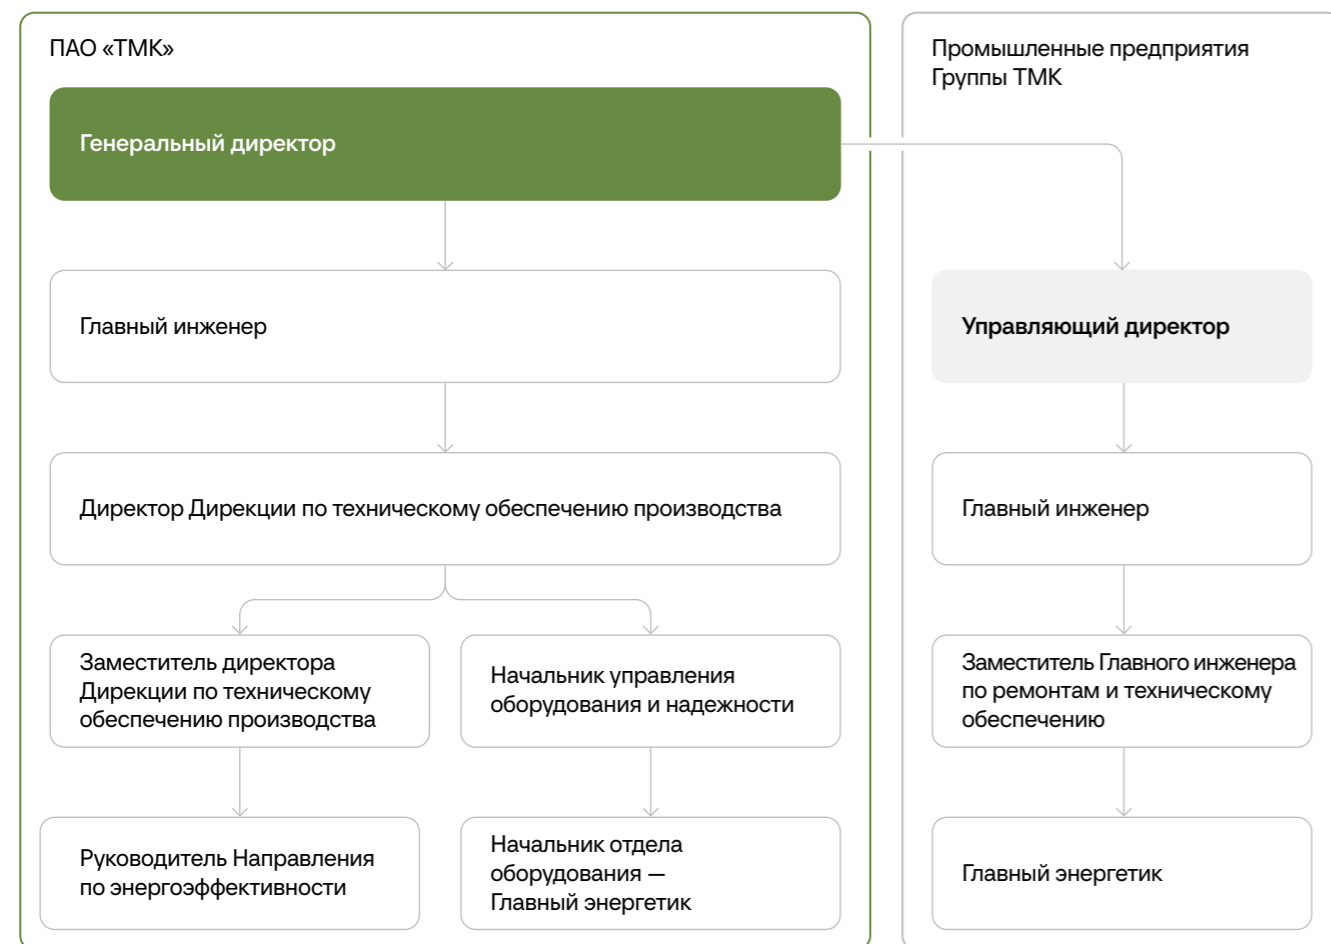 ПАО «ТМК»
Генеральный директор
Главный инженер
Директор Дирекции по техническому обеспечению производства
Заместитель директора
Дирекции по техническому
обеспечению производства
Начальник управления
оборудования и надежности
Руководитель Направления
по энергоэффективности
Начальник отдела
оборудования —
Главный энергетик
Промышленные предприятия
Группы ТМК
Управляющий директор
Главный инженер
Заместитель Главного инженера
по ремонтам и техническому
обеспечению
Главный энергетик